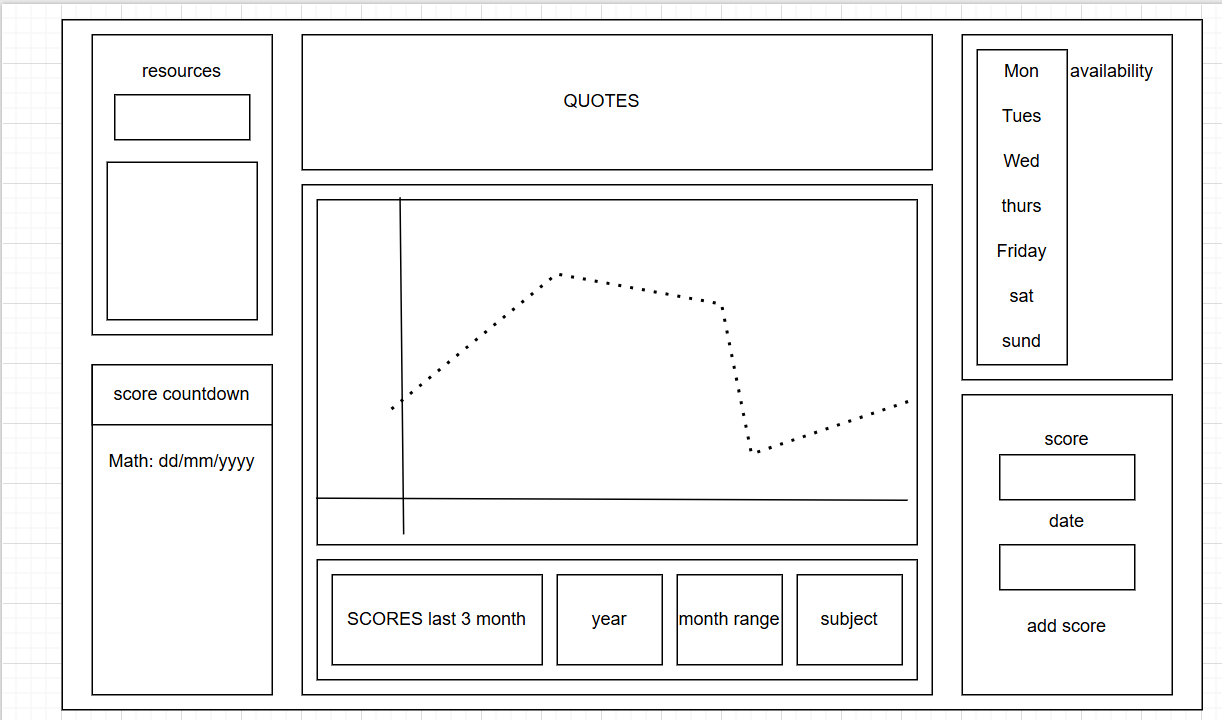 resources
QUOTES
Mon
availability
Tues
Wed
thurs
Friday
sat
sund
score countdown
Math: dd/mm/yyyy
SCORES last 3 month
year
month range
subject
score
date
add score